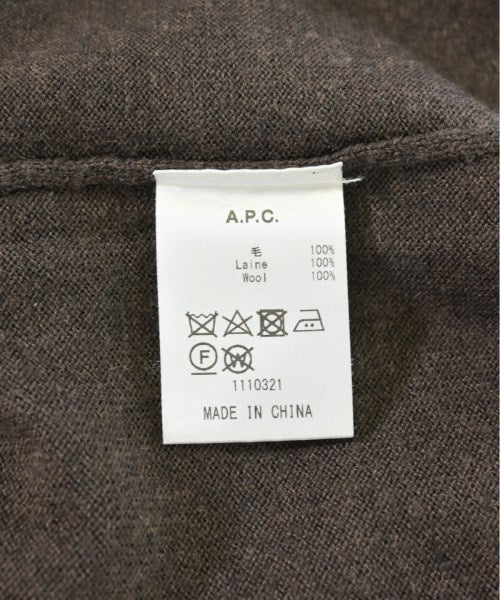 A.P.C.
毛 100%
Laine 100%
Wool 100%
F W
1110321
MADE IN CHINA